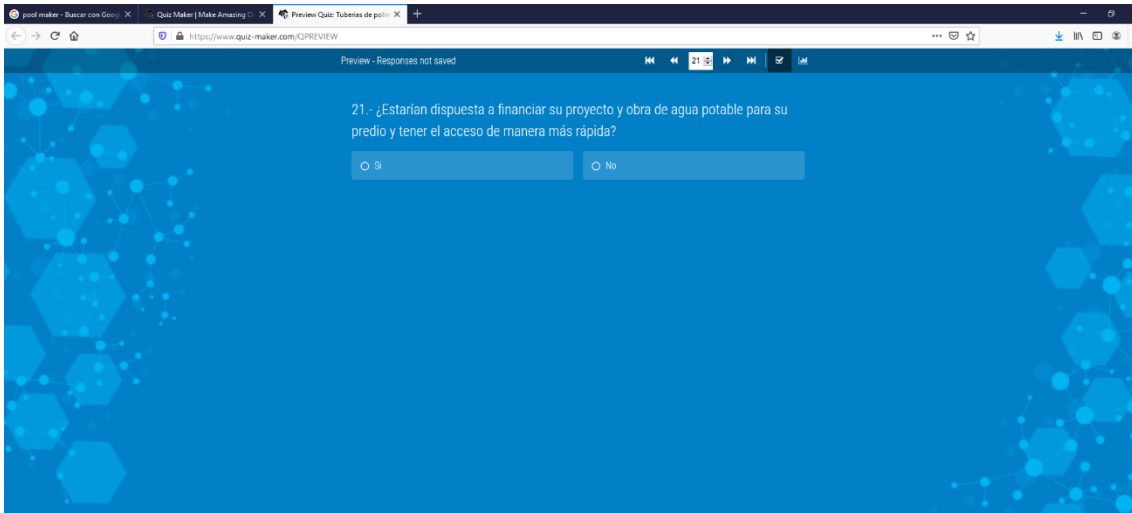 pool maker - Buscar con Goog
Quiz Maker | Make Amazing O
Preview Quiz: Tuberias de polie
https://www.quiz-maker.com/QPREVIEW
Preview - Responses not saved
21
21.- ¿Estarían dispuesta a financiar su proyecto y obra de agua potable para su
predio y tener el acceso de manera más rápida?
Si
No